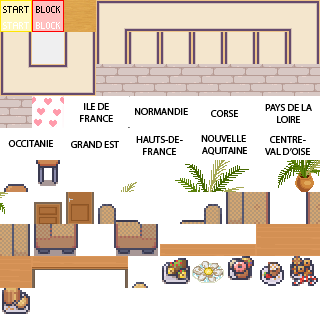 START BLOCK
START BLOCK
ILE DE
FRANCE
NORMANDIE
CORSE
PAYS DE LA
LOIRE
OCCITANIE
GRAND EST
HAUTS-DE-
FRANCE
NOUVELLE
AQUITAINE
CENTRE-
VAL D'OISE